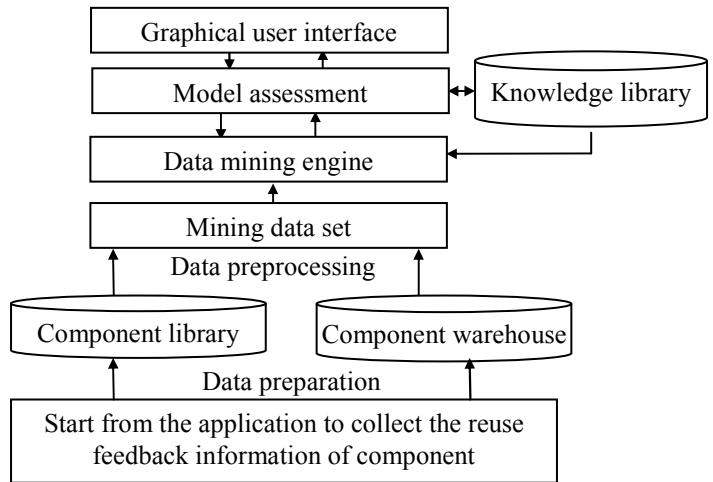 Graphical user interface
Model assessment
Knowledge library
Data mining engine
Mining data set
Data preprocessing
Component library
Component warehouse
Data preparation
Start from the application to collect the reuse
feedback information of component